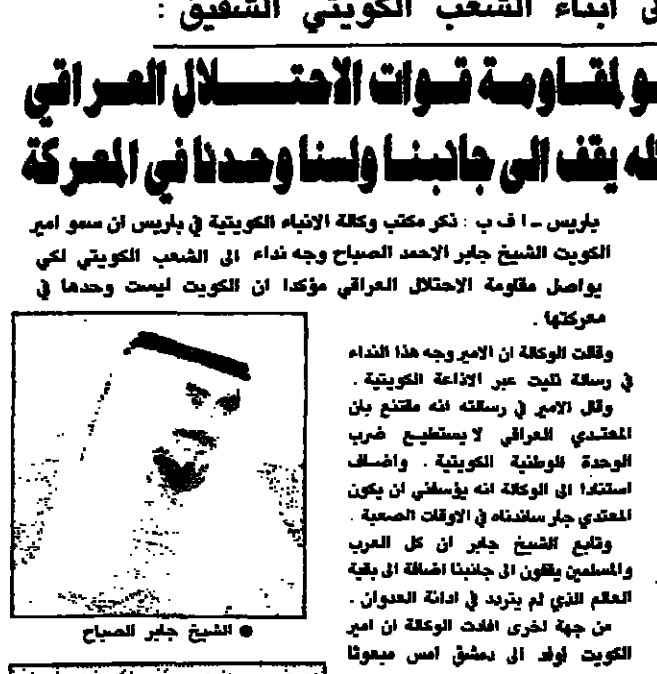 أبناء الشعب الكويتي الشقيق :
لمقاومة قوات الاحتلال العراقي
يقف الى جانبنا ولسنا وحدنا في المعركة
باريس ـ ا ف ب : ذكر مكتب وكالة الانباء الكويتية في باريس ان سمو امير
الكويت الشيخ جابر الاحمد الصباح وجه نداء الى الشعب الكويتي لكي
يواصل مقاومة الاحتلال العراقي مؤكدا ان الكويت ليست وحدها في
معركتها .
وقالت الوكالة ان الامير وجه هذا النداء
في رسالة تليت عبر الاذاعة الكويتية .
وقال الامير في رسالته انه مقتنع بان
المعتدي العراقي لا يستطيع ضرب
الوحدة الوطنية الكويتية . واضاف
استنادا الى الوكالة انه يؤسفني ان يكون
المعتدي جار ساندناه في الاوقات الصعبة .
وتابع الشيخ جابر ان كل العرب
والمسلمين يقفون الى جانبنا اضافة الى بقية
العالم الذي لم يتردد في ادانة العدوان .
من جهة اخرى افادت الوكالة ان امير
الكويت اوفد الى دمشق امس مبعوثا
● الشيخ جابر الصباح